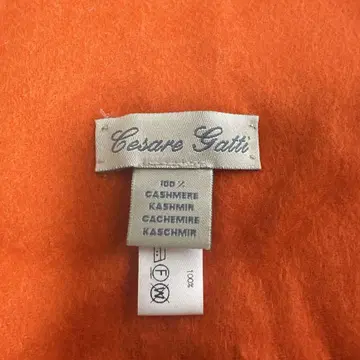 Cesare Gatti
100 %
CASHMERE
KASHMIR
CACHEMIRE
KASCHMIR
100%
F W